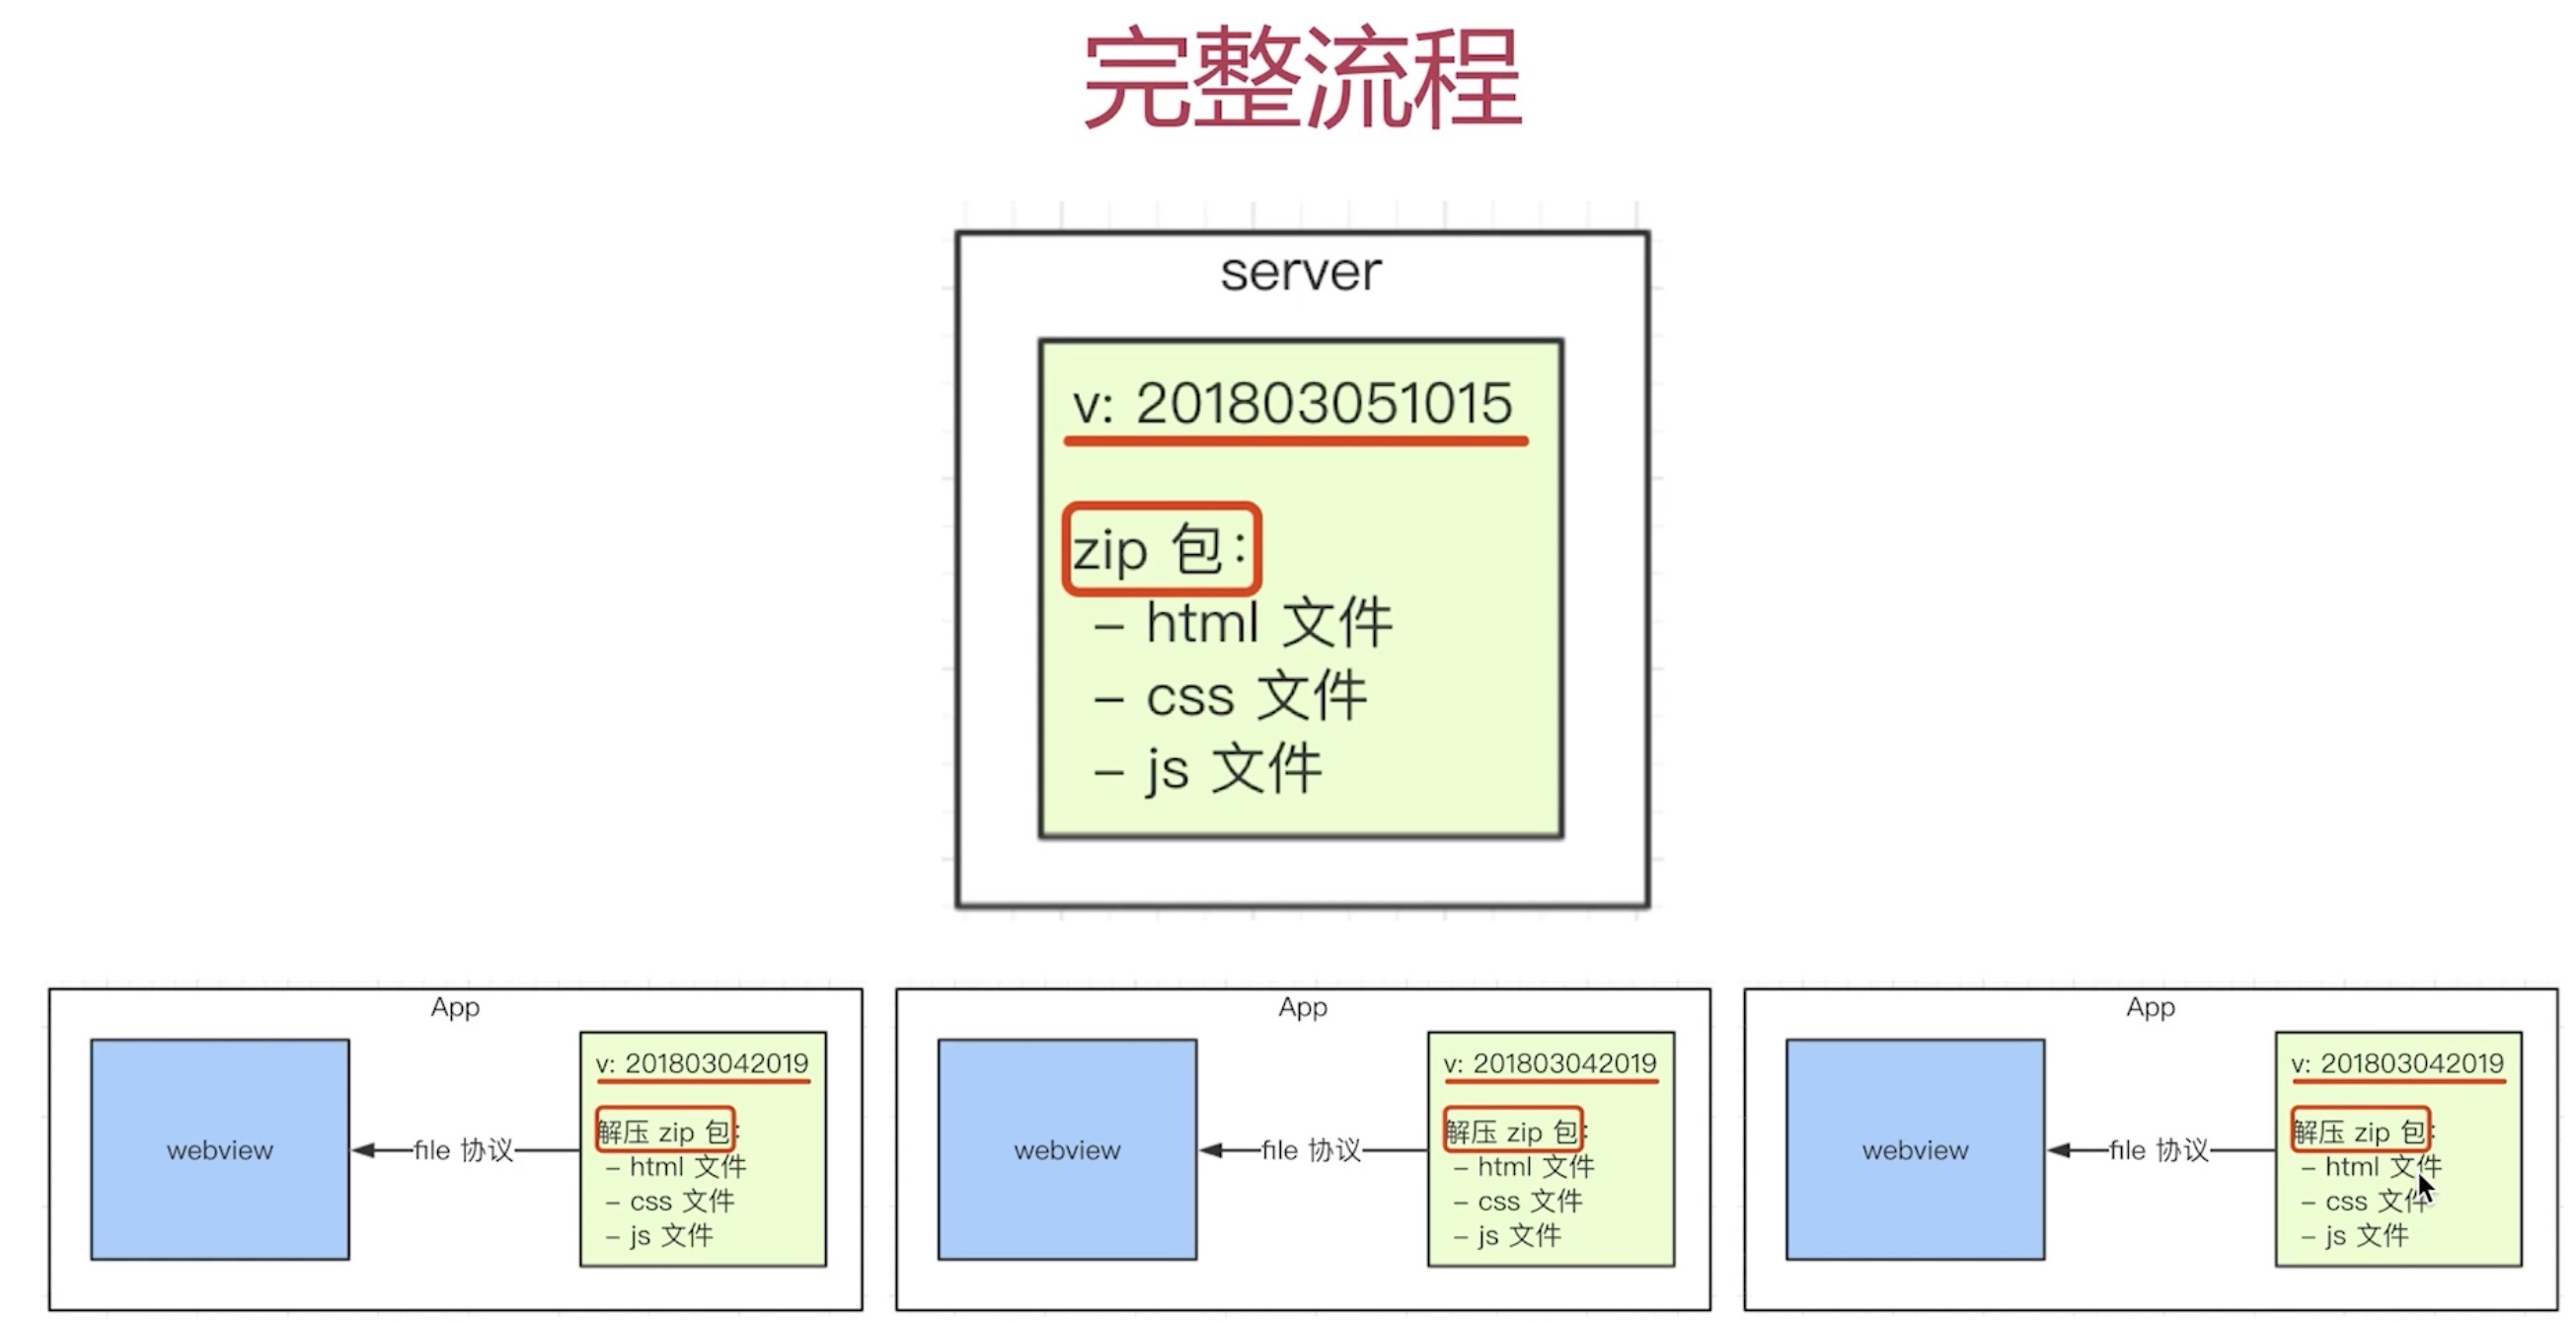 完整流程
server
v: 201803051015
zip 包:
– html 文件
– css 文件
– js 文件
App
webview
file 协议
v: 201803042019
解压 zip 包:
– html 文件
– css 文件
– js 文件
App
webview
file 协议
v: 201803042019
解压 zip 包:
– html 文件
– css 文件
– js 文件
App
webview
file 协议
v: 201803042019
解压 zip 包:
– html 文件
– css 文件
– js 文件